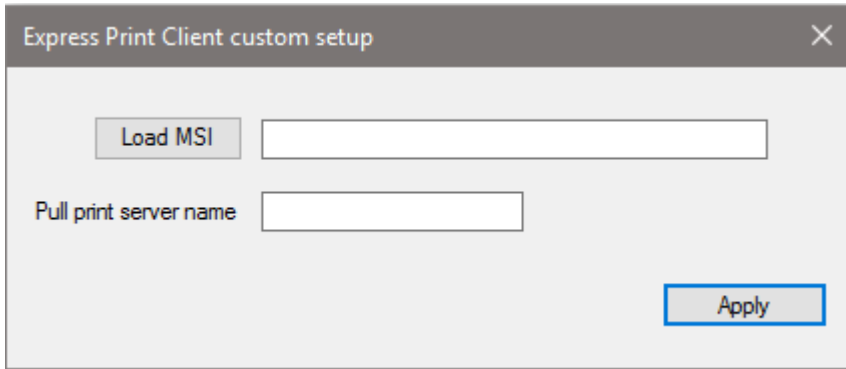 Express Print Client custom setup
Load MSI
Pull print server name
Apply